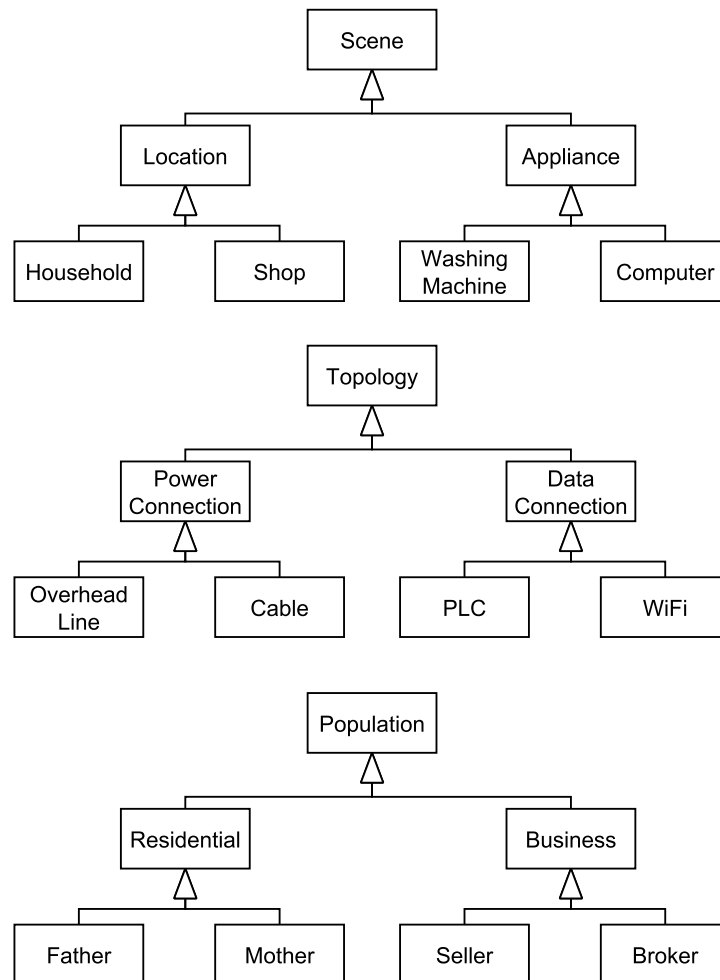 Scene
Location
Appliance
Household
Shop
Washing
Machine
Computer
Topology
Power
Connection
Data
Connection
Overhead
Line
Cable
PLC
WiFi
Population
Residential
Business
Father
Mother
Seller
Broker